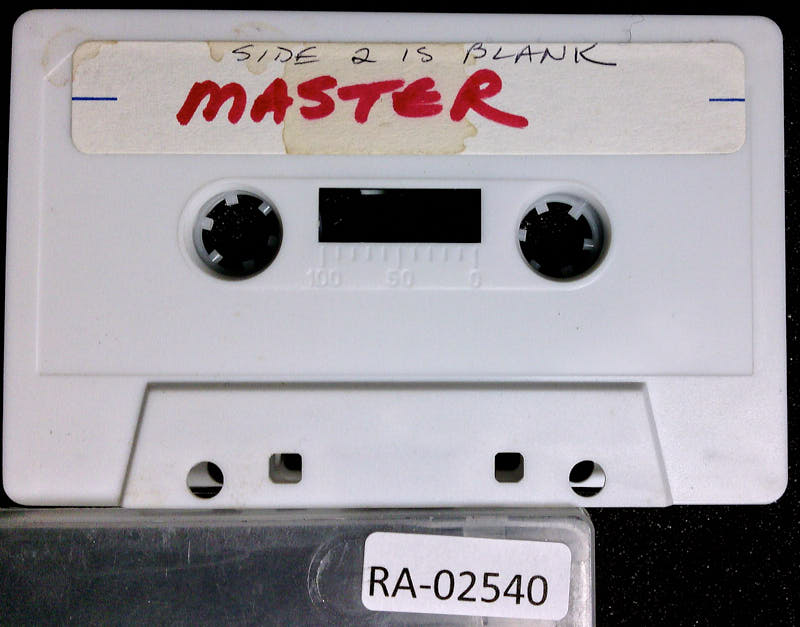 SIDE 2 IS BLANK
MASTER
100 50 0
RA-02540